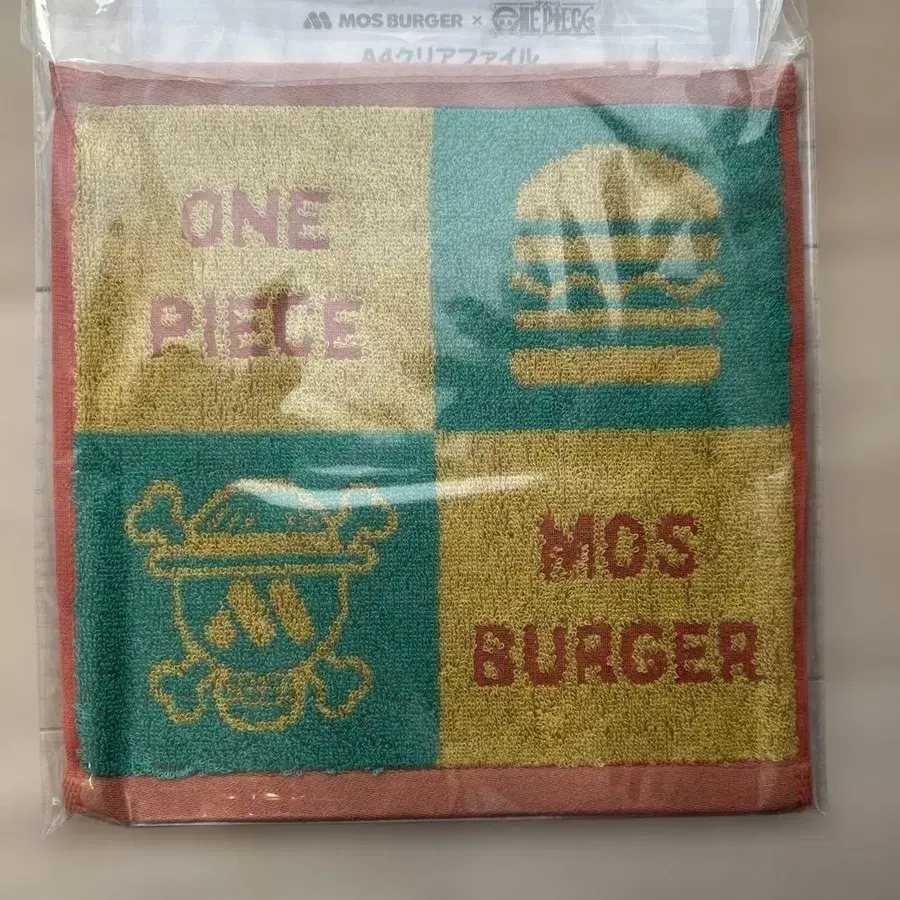 MOS BURGER × ONE PIECE
A4クリアファイル
ONE
PIECE
MOS
BURGER